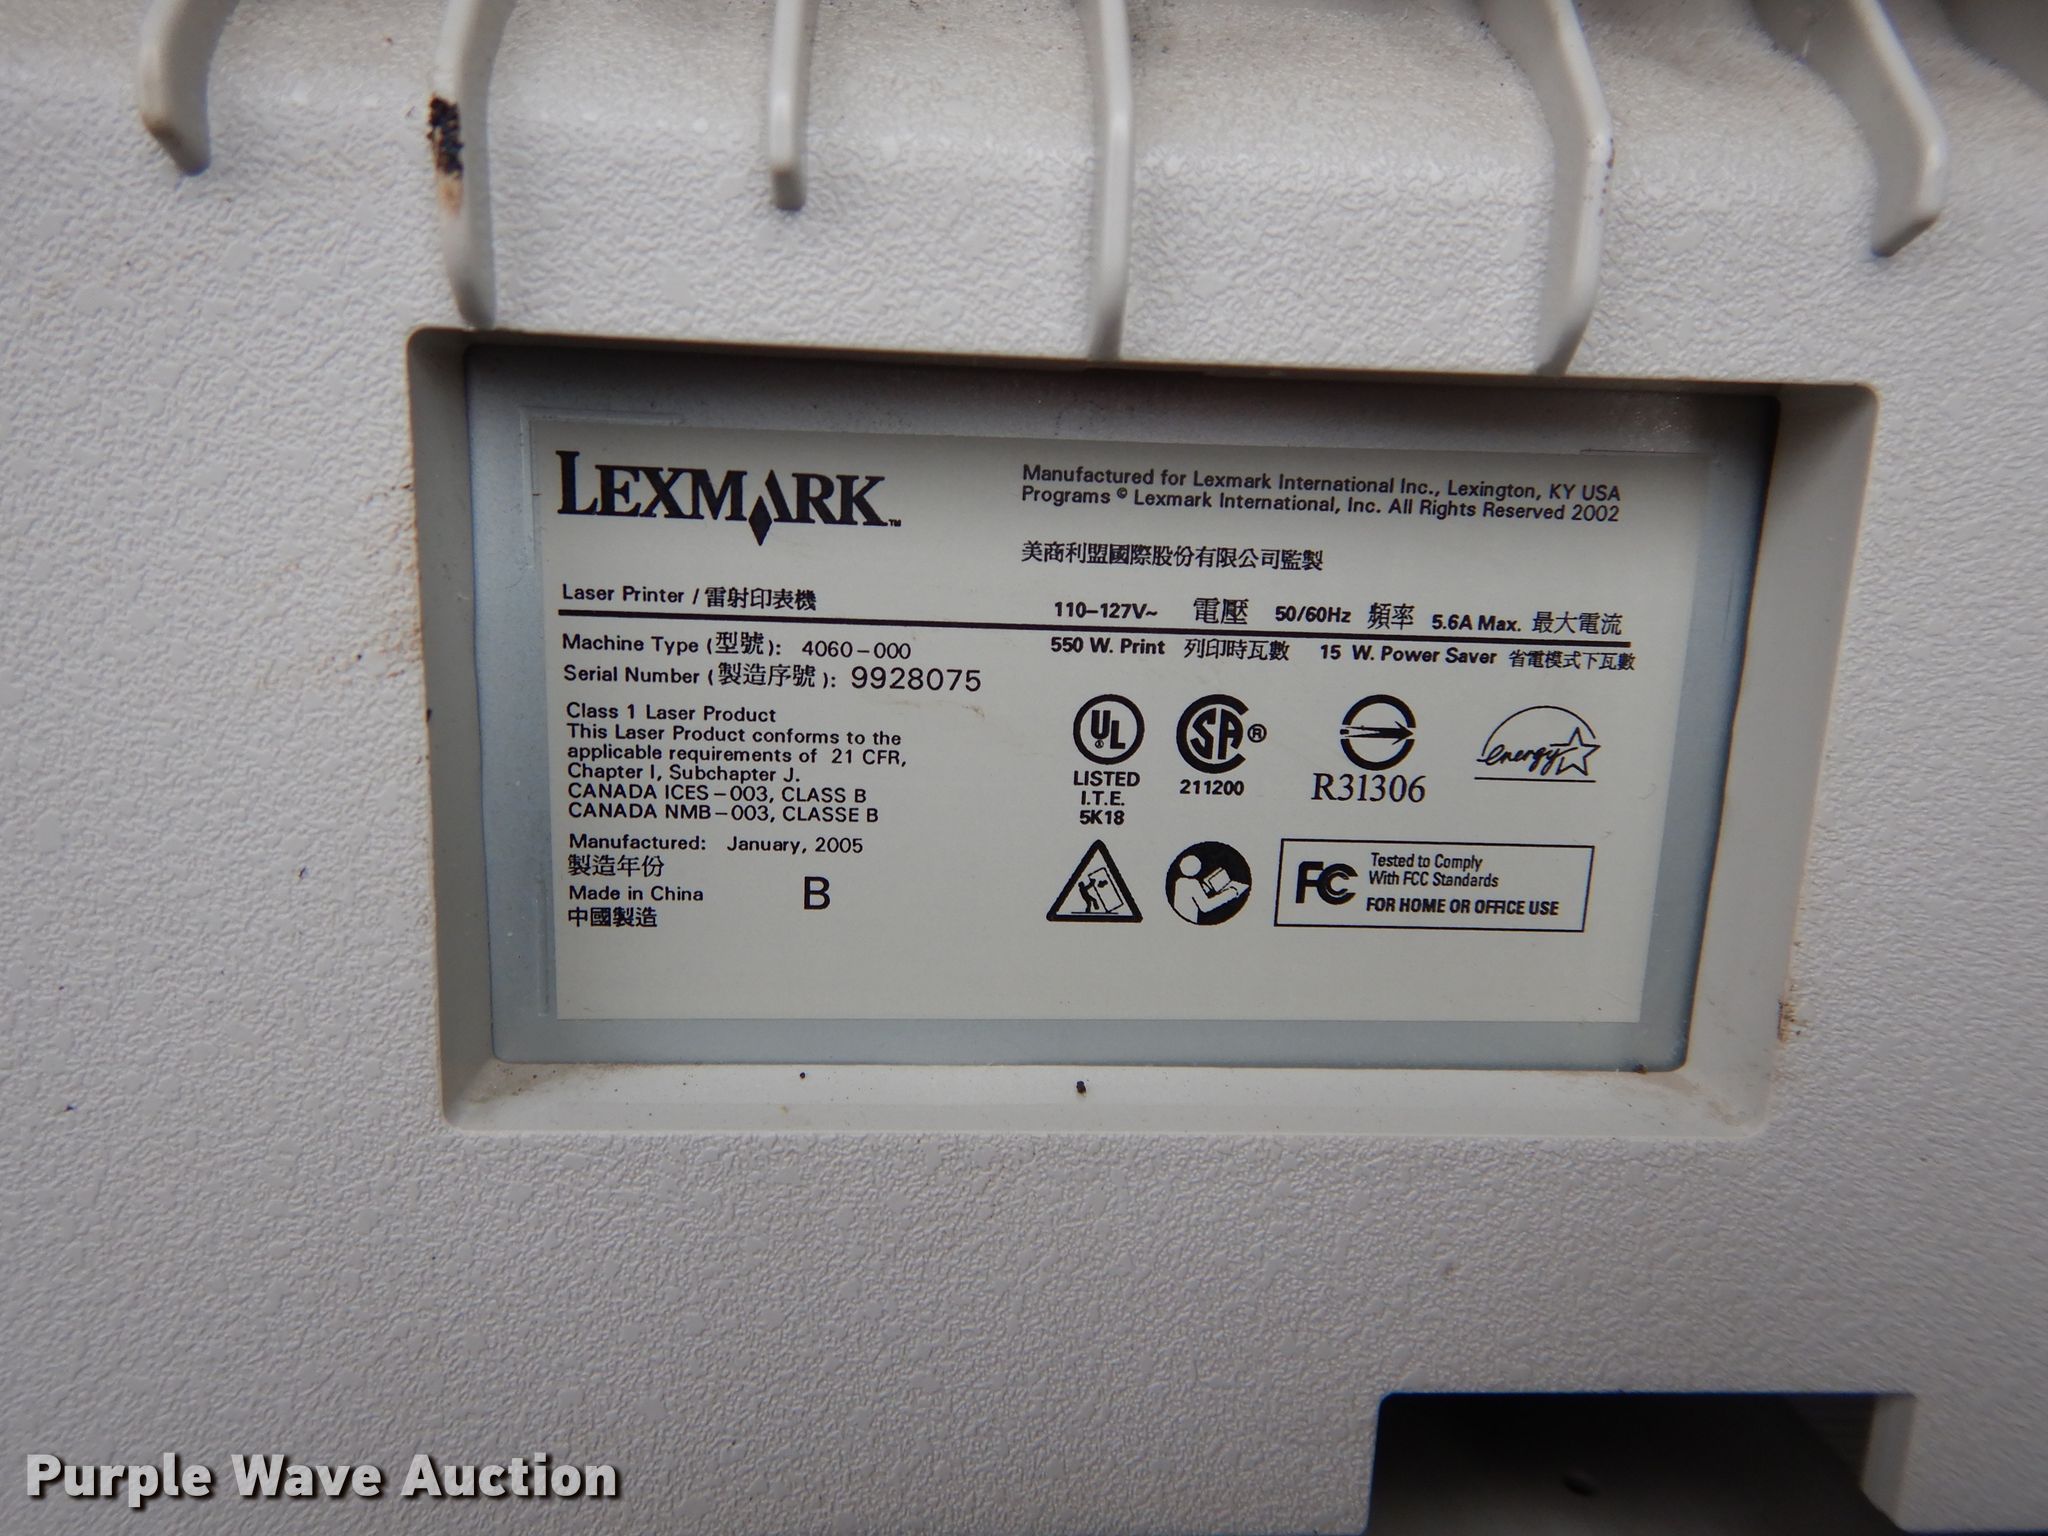 LEXMARK™
Manufactured for Lexmark International Inc., Lexington, KY USA
Programs © Lexmark International, Inc. All Rights Reserved 2002
美商利盟國際股份有限公司監製
Laser Printer / 雷射印表機
110-127V~ 電壓 50/60Hz 頻率 5.6A Max. 最大電流
Machine Type (型號): 4060-000
550 W. Print 列印時瓦數 15 W. Power Saver 省電模式下瓦數
Serial Number (製造序號): 9928075
Class 1 Laser Product
This Laser Product conforms to the
applicable requirements of 21 CFR,
Chapter I, Subchapter J.
CANADA ICES-003, CLASS B
CANADA NMB-003, CLASSE B
Manufactured: January, 2005
製造年份
Made in China
中國製造
B
UL®
LISTED
I.T.E.
5K18
SA®
211200
R31306
energy
FC
Tested to Comply
With FCC Standards
FOR HOME OR OFFICE USE
Purple Wave Auction